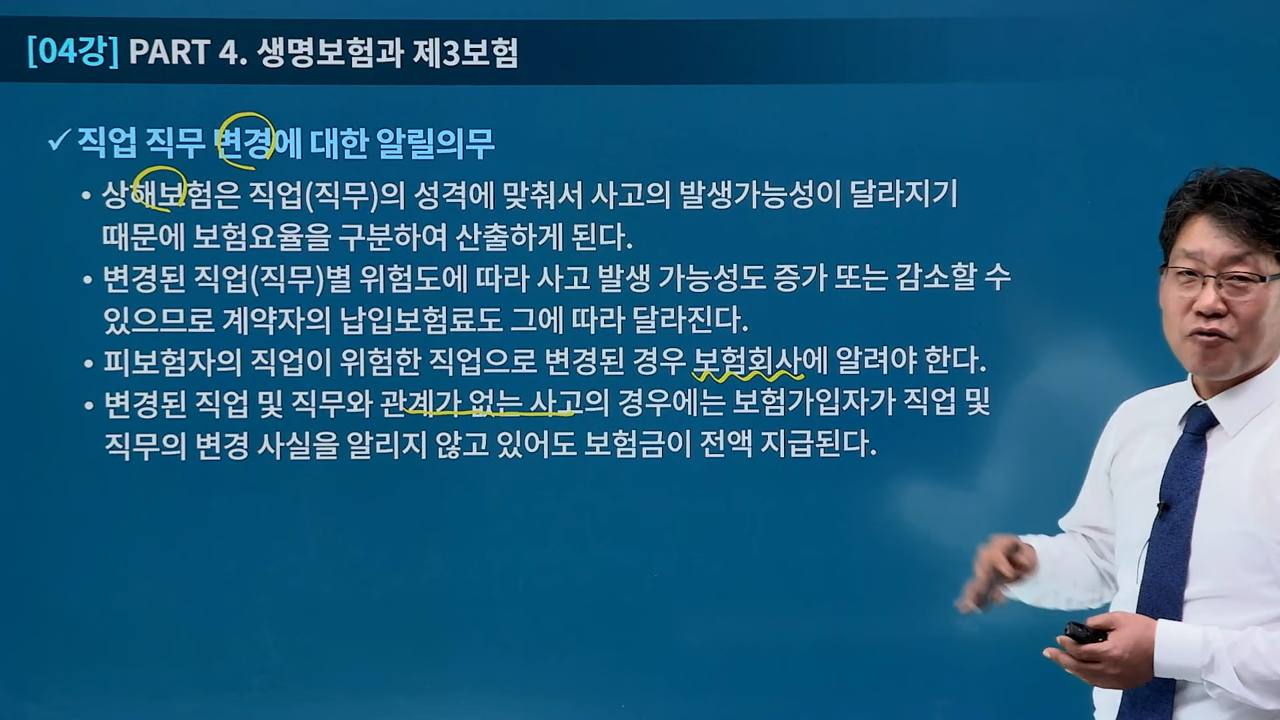 [04강] PART 4. 생명보험과 제3보험
✓ 직업 직무 변경에 대한 알릴의무
• 상해보험은 직업(직무)의 성격에 맞춰서 사고의 발생가능성이 달라지기
때문에 보험요율을 구분하여 산출하게 된다.
• 변경된 직업(직무)별 위험도에 따라 사고 발생 가능성도 증가 또는 감소할 수
있으므로 계약자의 납입보험료도 그에 따라 달라진다.
• 피보험자의 직업이 위험한 직업으로 변경된 경우 보험회사에 알려야 한다.
• 변경된 직업 및 직무와 관계가 없는 사고의 경우에는 보험가입자가 직업 및
직무의 변경 사실을 알리지 않고 있어도 보험금이 전액 지급된다.